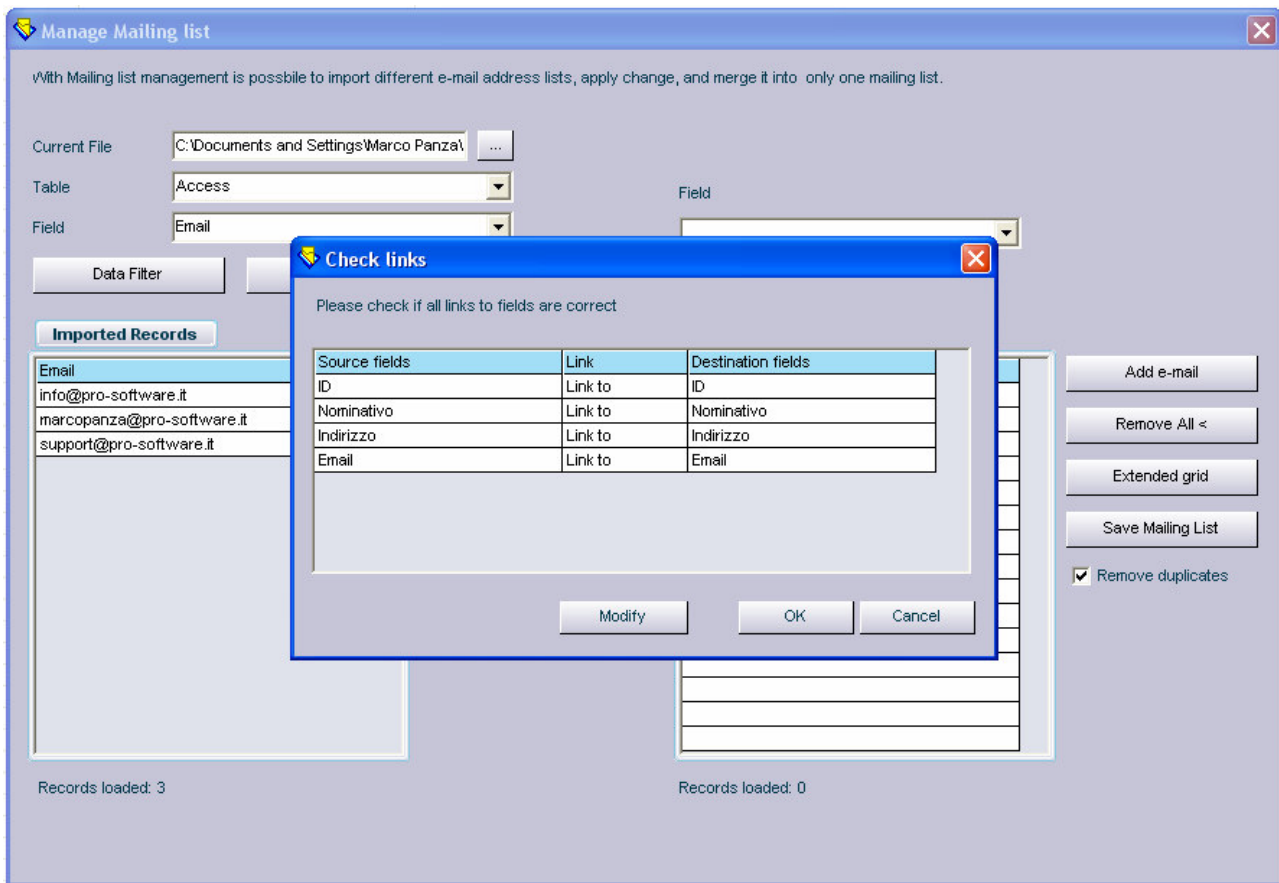 Manage Mailing list
With Mailing list management is possbile to import different e-mail address lists, apply change, and merge it into only one mailing list.
Current File C:\Documents and Settings\Marco Panza\ ...
Table Access
Field
Field Email
Data Filter
Check links
Please check if all links to fields are correct
Source fields Link Destination fields
ID Link to ID
Nominativo Link to Nominativo
Indirizzo Link to Indirizzo
Email Link to Email
Modify OK Cancel
Imported Records
Email
info@pro-software.it
marcopanza@pro-software.it
support@pro-software.it
Add e-mail
Remove All <
Extended grid
Save Mailing List
Remove duplicates
Records loaded: 3
Records loaded: 0